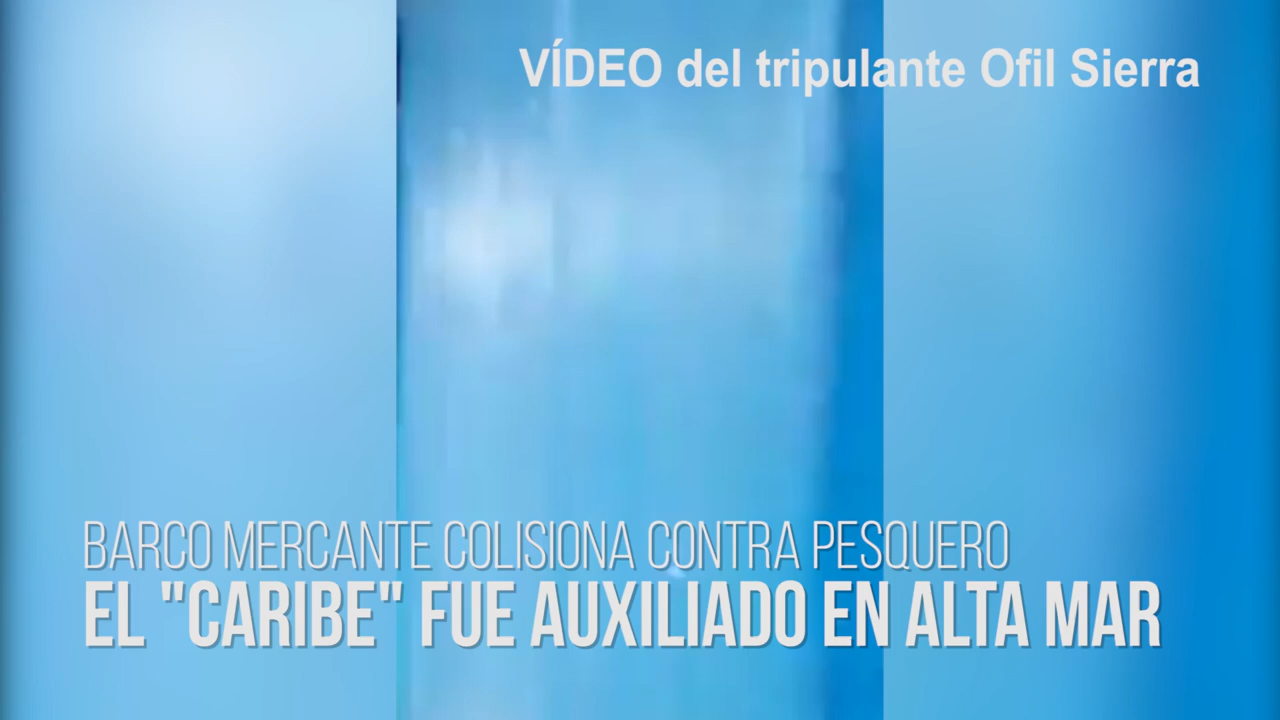 VÍDEO del tripulante Ofil Sierra
BARCO MERCANTE COLISIONA CONTRA PESQUERO
EL "CARIBE" FUE AUXILIADO EN ALTA MAR